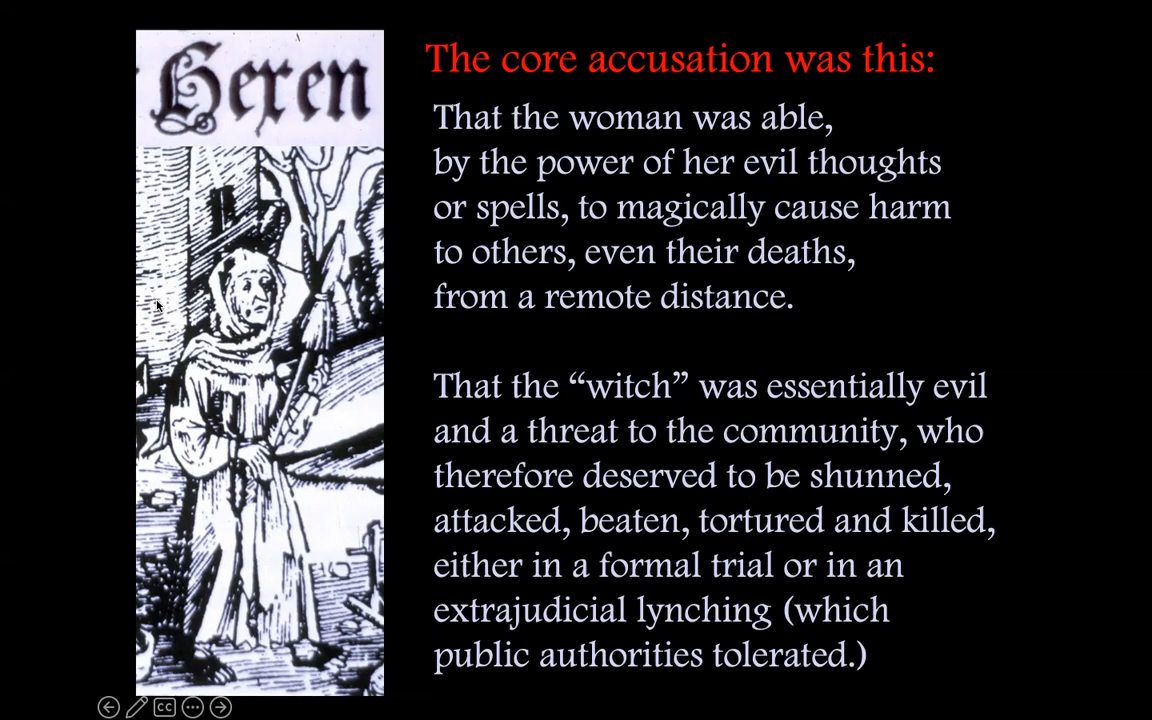 Hexen
The core accusation was this:
That the woman was able,
by the power of her evil thoughts
or spells, to magically cause harm
to others, even their deaths,
from a remote distance.
That the “witch” was essentially evil
and a threat to the community, who
therefore deserved to be shunned,
attacked, beaten, tortured and killed,
either in a formal trial or in an
extrajudicial lynching (which
public authorities tolerated.)
CC